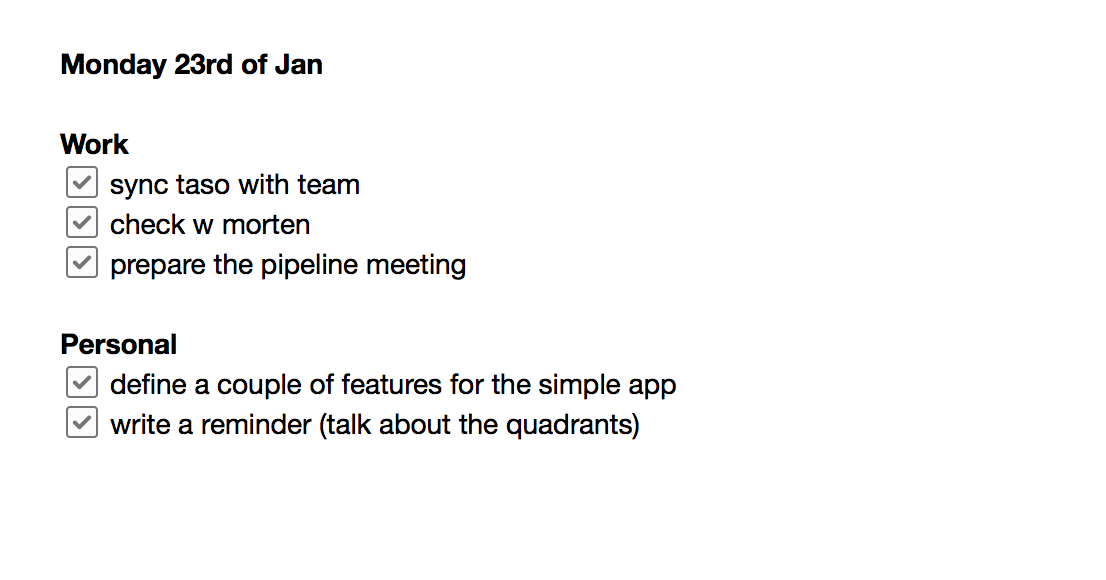 Monday 23rd of Jan
Work
sync taso with team
check w morten
prepare the pipeline meeting
Personal
define a couple of features for the simple app
write a reminder (talk about the quadrants)